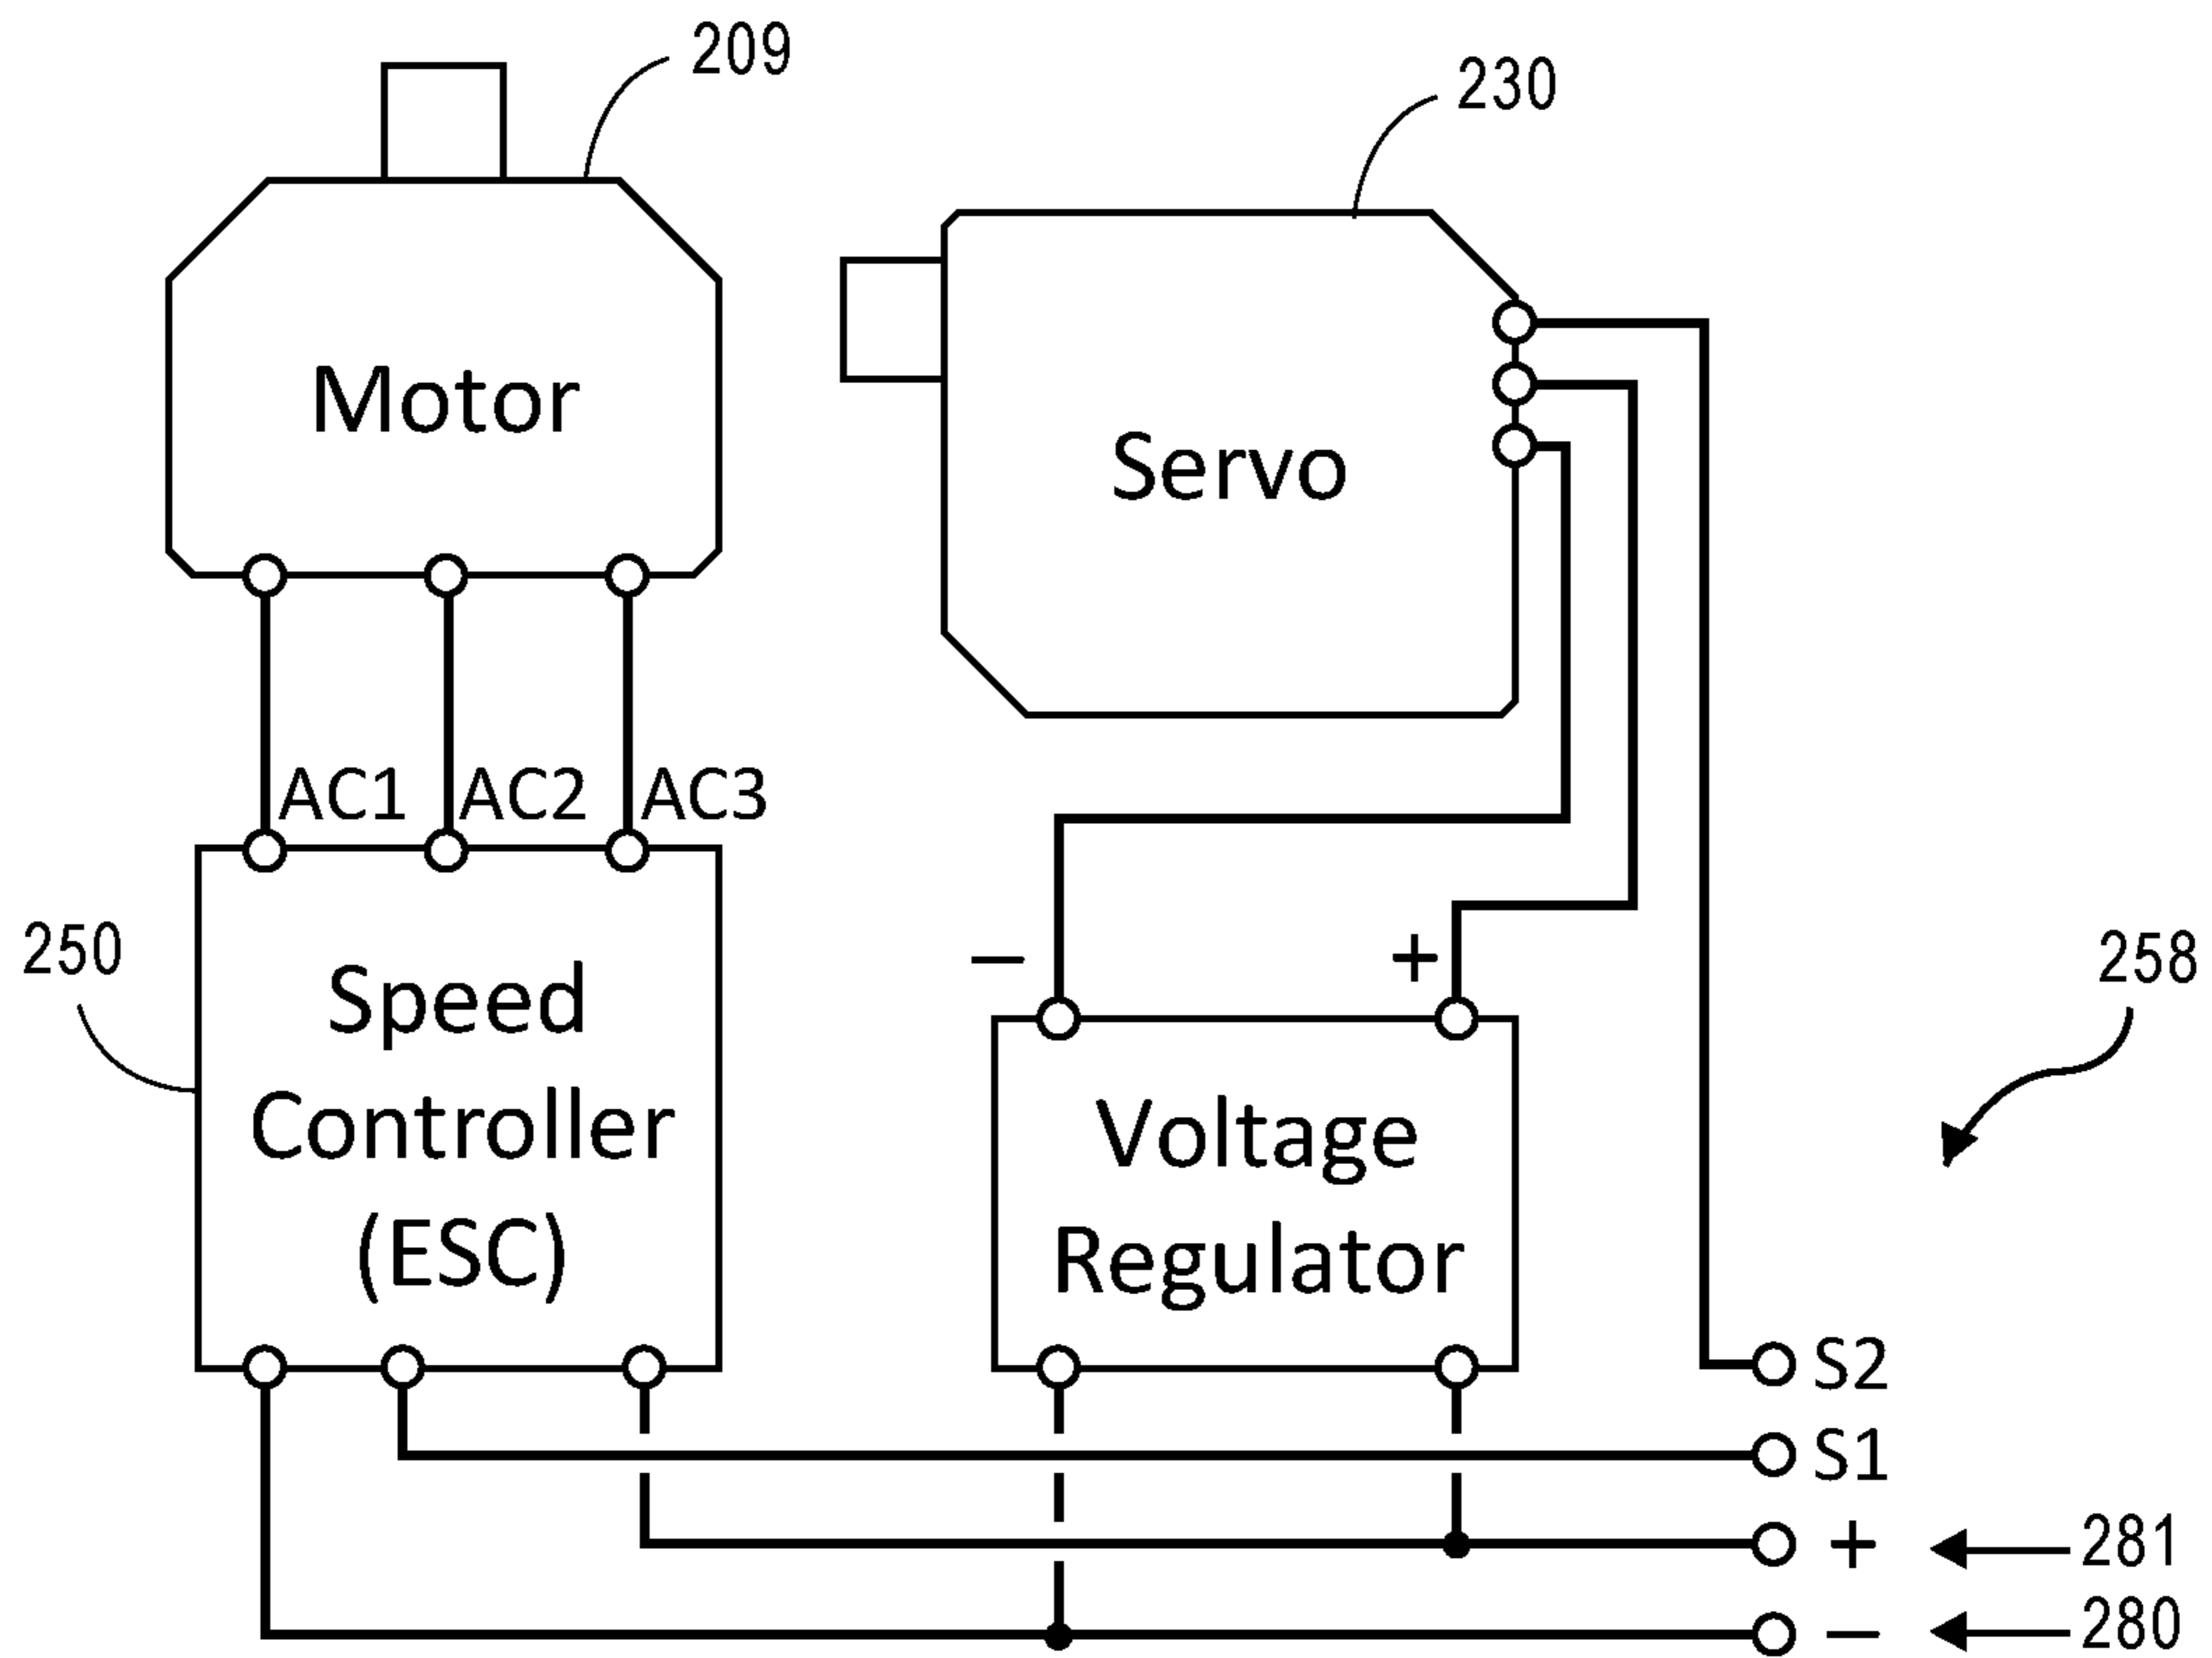 209
230
Motor
Servo
AC1 AC2 AC3
250
Speed
Controller
(ESC)
− +
258
Voltage
Regulator
S2
S1
+ 281
− 280